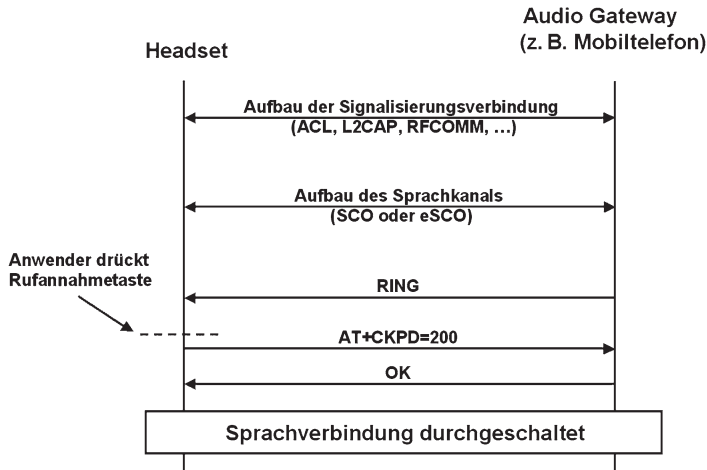 Headset
Audio Gateway
(z. B. Mobiltelefon)
Aufbau der Signalisierungsverbindung
(ACL, L2CAP, RFCOMM, …)
Aufbau des Sprachkanals
(SCO oder eSCO)
Anwender drückt
Rufannahmetaste
RING
AT+CKPD=200
OK
Sprachverbindung durchgeschaltet